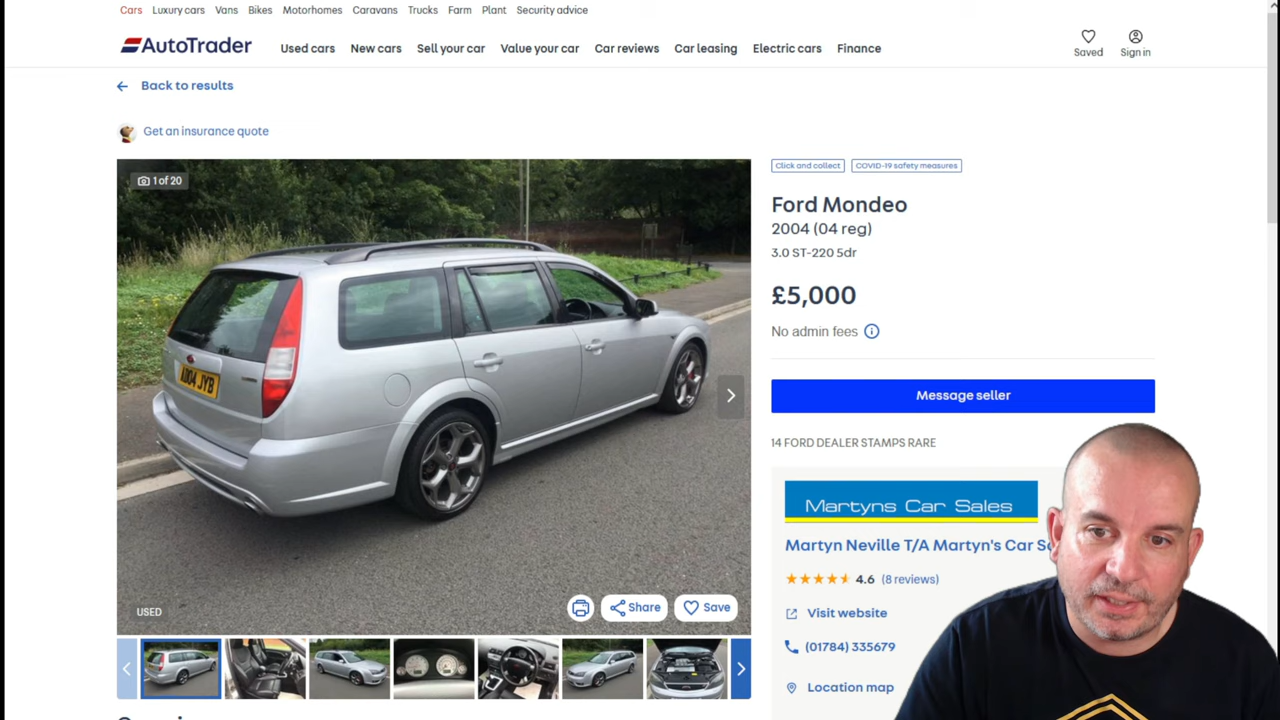 Cars Luxury cars Vans Bikes Motorhomes Caravans Trucks Farm Plant Security advice
AutoTrader
Used cars New cars Sell your car Value your car Car reviews Car leasing Electric cars Finance
Saved Sign in
Back to results
Get an insurance quote
1 of 20
USED
Share Save
Click and collect COVID-19 safety measures
Ford Mondeo
2004 (04 reg)
3.0 ST-220 5dr
£5,000
No admin fees
Message seller
14 FORD DEALER STAMPS RARE
Martyns Car Sales
Martyn Neville T/A Martyn's Car
4.6 (8 reviews)
Visit website
(01784) 335679
Location map